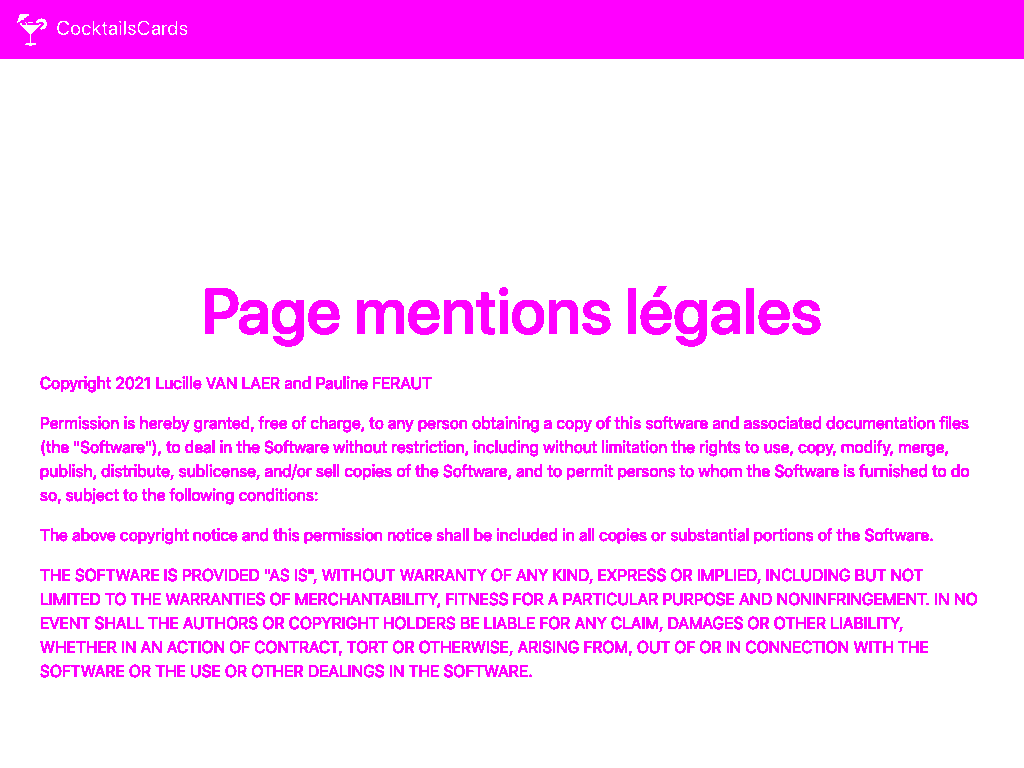 CocktailsCards
Page mentions légales
Copyright 2021 Lucille VAN LAER and Pauline FERAUT
Permission is hereby granted, free of charge, to any person obtaining a copy of this software and associated documentation files
(the "Software"), to deal in the Software without restriction, including without limitation the rights to use, copy, modify, merge,
publish, distribute, sublicense, and/or sell copies of the Software, and to permit persons to whom the Software is furnished to do
so, subject to the following conditions:
The above copyright notice and this permission notice shall be included in all copies or substantial portions of the Software.
THE SOFTWARE IS PROVIDED "AS IS", WITHOUT WARRANTY OF ANY KIND, EXPRESS OR IMPLIED, INCLUDING BUT NOT
LIMITED TO THE WARRANTIES OF MERCHANTABILITY, FITNESS FOR A PARTICULAR PURPOSE AND NONINFRINGEMENT. IN NO
EVENT SHALL THE AUTHORS OR COPYRIGHT HOLDERS BE LIABLE FOR ANY CLAIM, DAMAGES OR OTHER LIABILITY,
WHETHER IN AN ACTION OF CONTRACT, TORT OR OTHERWISE, ARISING FROM, OUT OF OR IN CONNECTION WITH THE
SOFTWARE OR THE USE OR OTHER DEALINGS IN THE SOFTWARE.